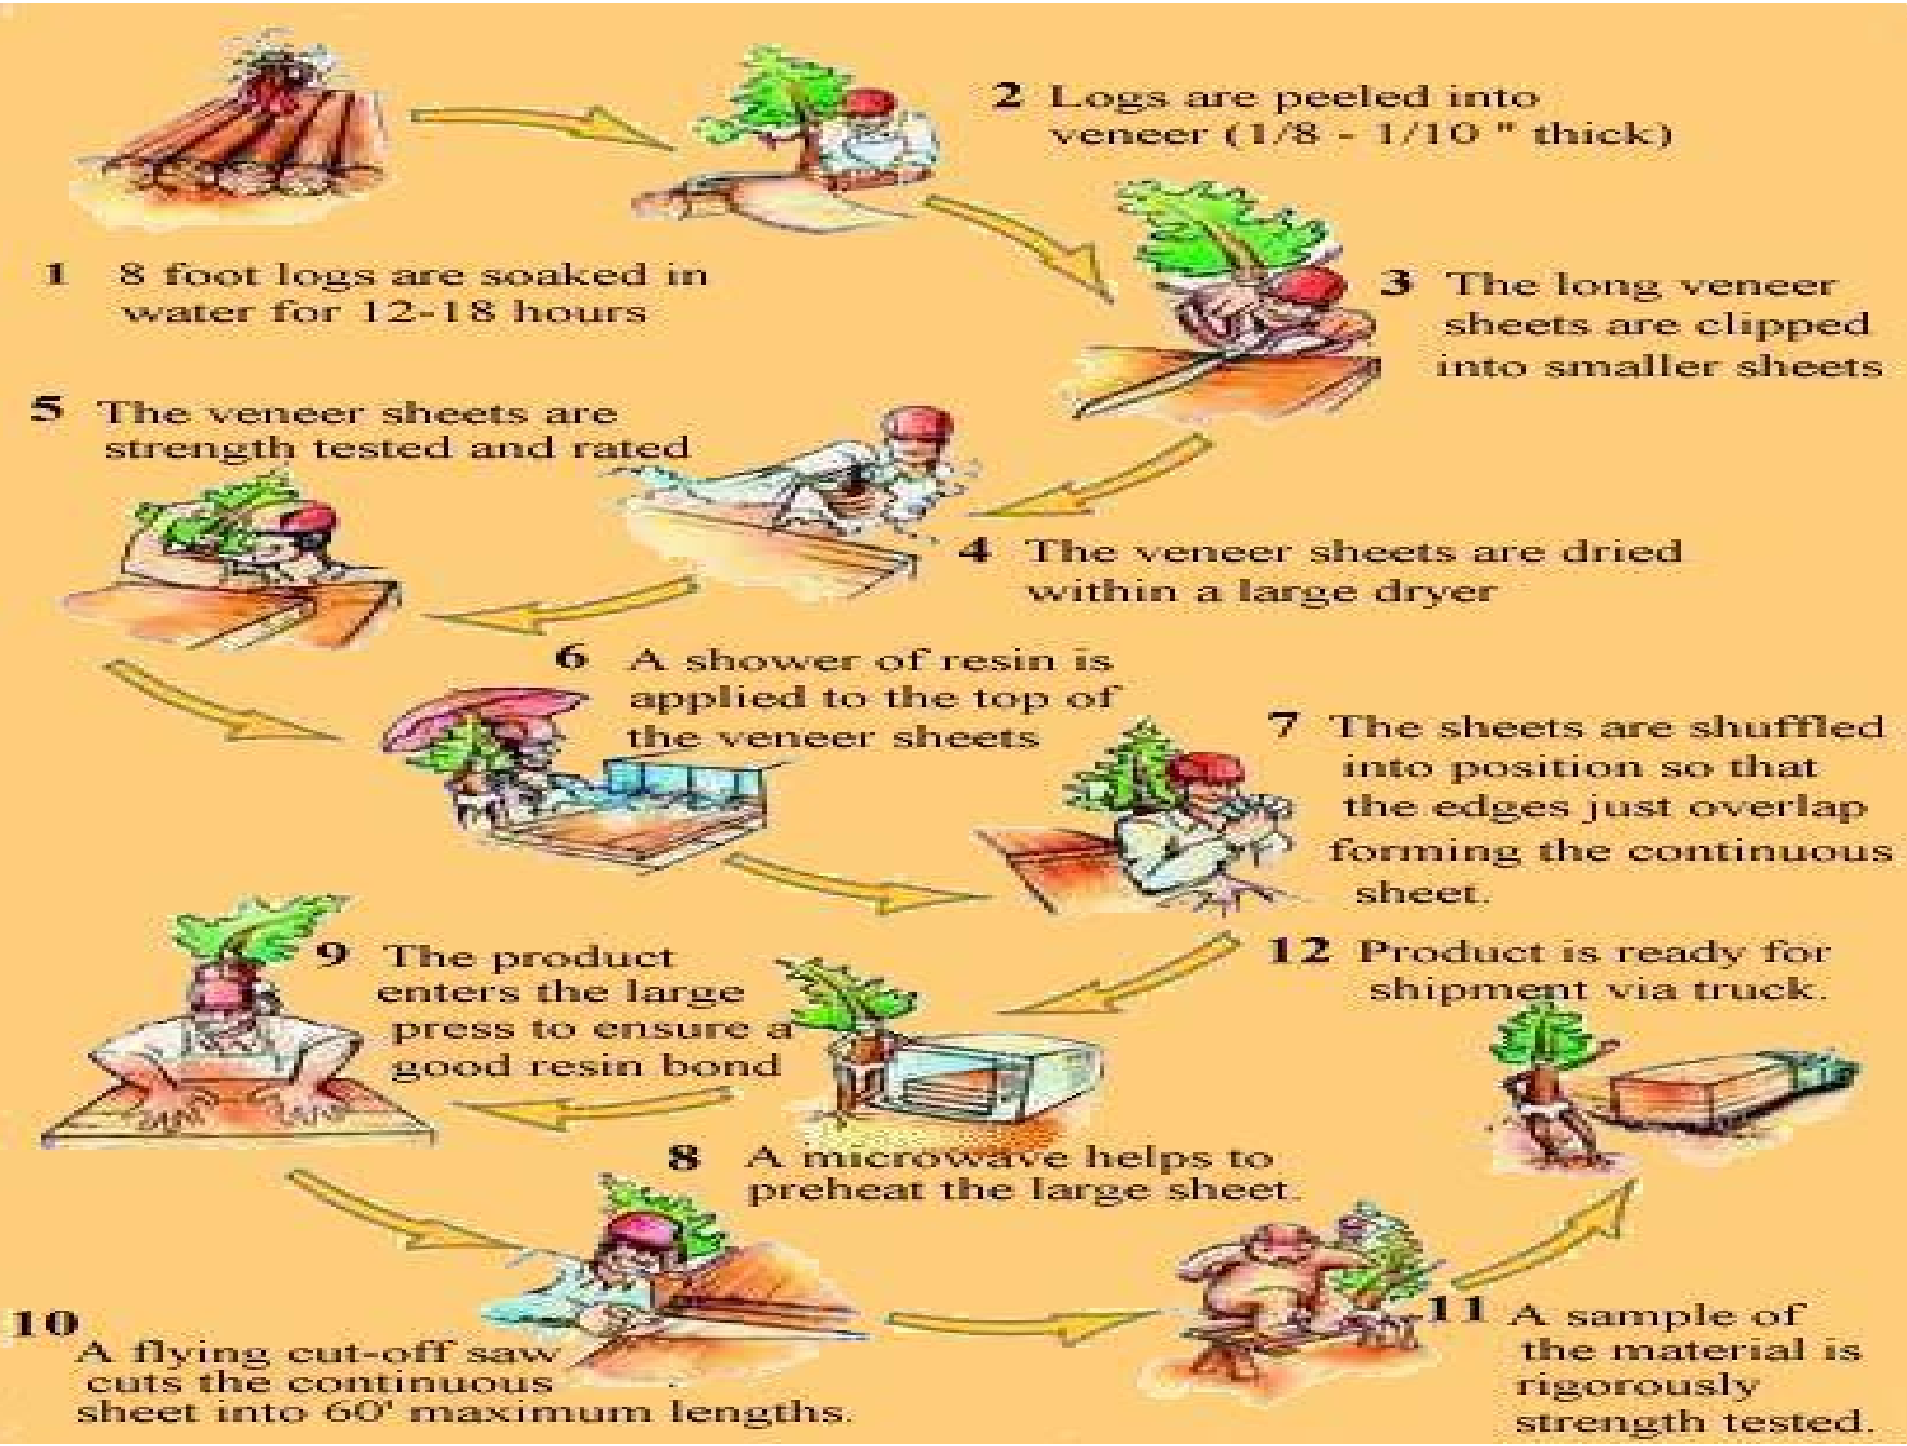 1 8 foot logs are soaked in
water for 12-18 hours
2 Logs are peeled into
veneer (1/8 - 1/10 " thick)
3 The long veneer
sheets are clipped
into smaller sheets
4 The veneer sheets are dried
within a large dryer
5 The veneer sheets are
strength tested and rated
6 A shower of resin is
applied to the top of
the veneer sheets
7 The sheets are shuffled
into position so that
the edges just overlap
forming the continuous
sheet.
8 A microwave helps to
preheat the large sheet.
9 The product
enters the large
press to ensure a
good resin bond
10 A flying cut-off saw
cuts the continuous
sheet into 60' maximum lengths.
11 A sample of
the material is
rigorously
strength tested.
12 Product is ready for
shipment via truck.